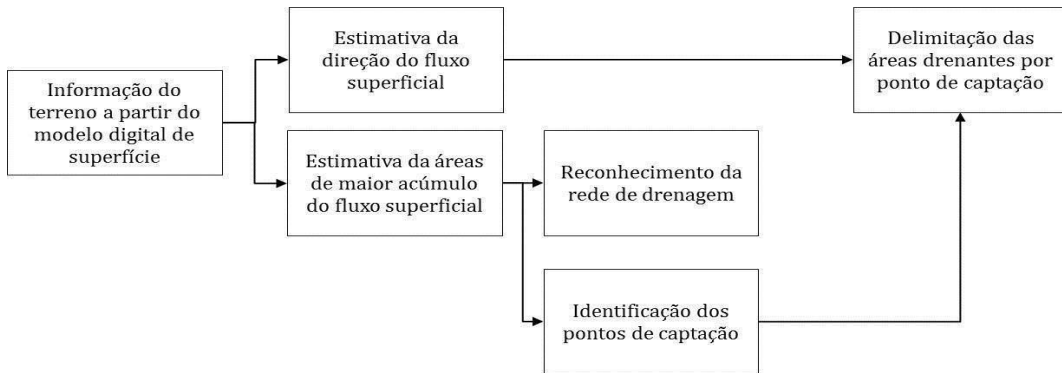 Informação do
terreno a partir do
modelo digital de
superfície
Estimativa da
direção do fluxo
superficial
Estimativa da áreas
de maior acúmulo
do fluxo superficial
Reconhecimento da
rede de drenagem
Identificação dos
pontos de captação
Delimitação das
áreas drenantes por
ponto de captação